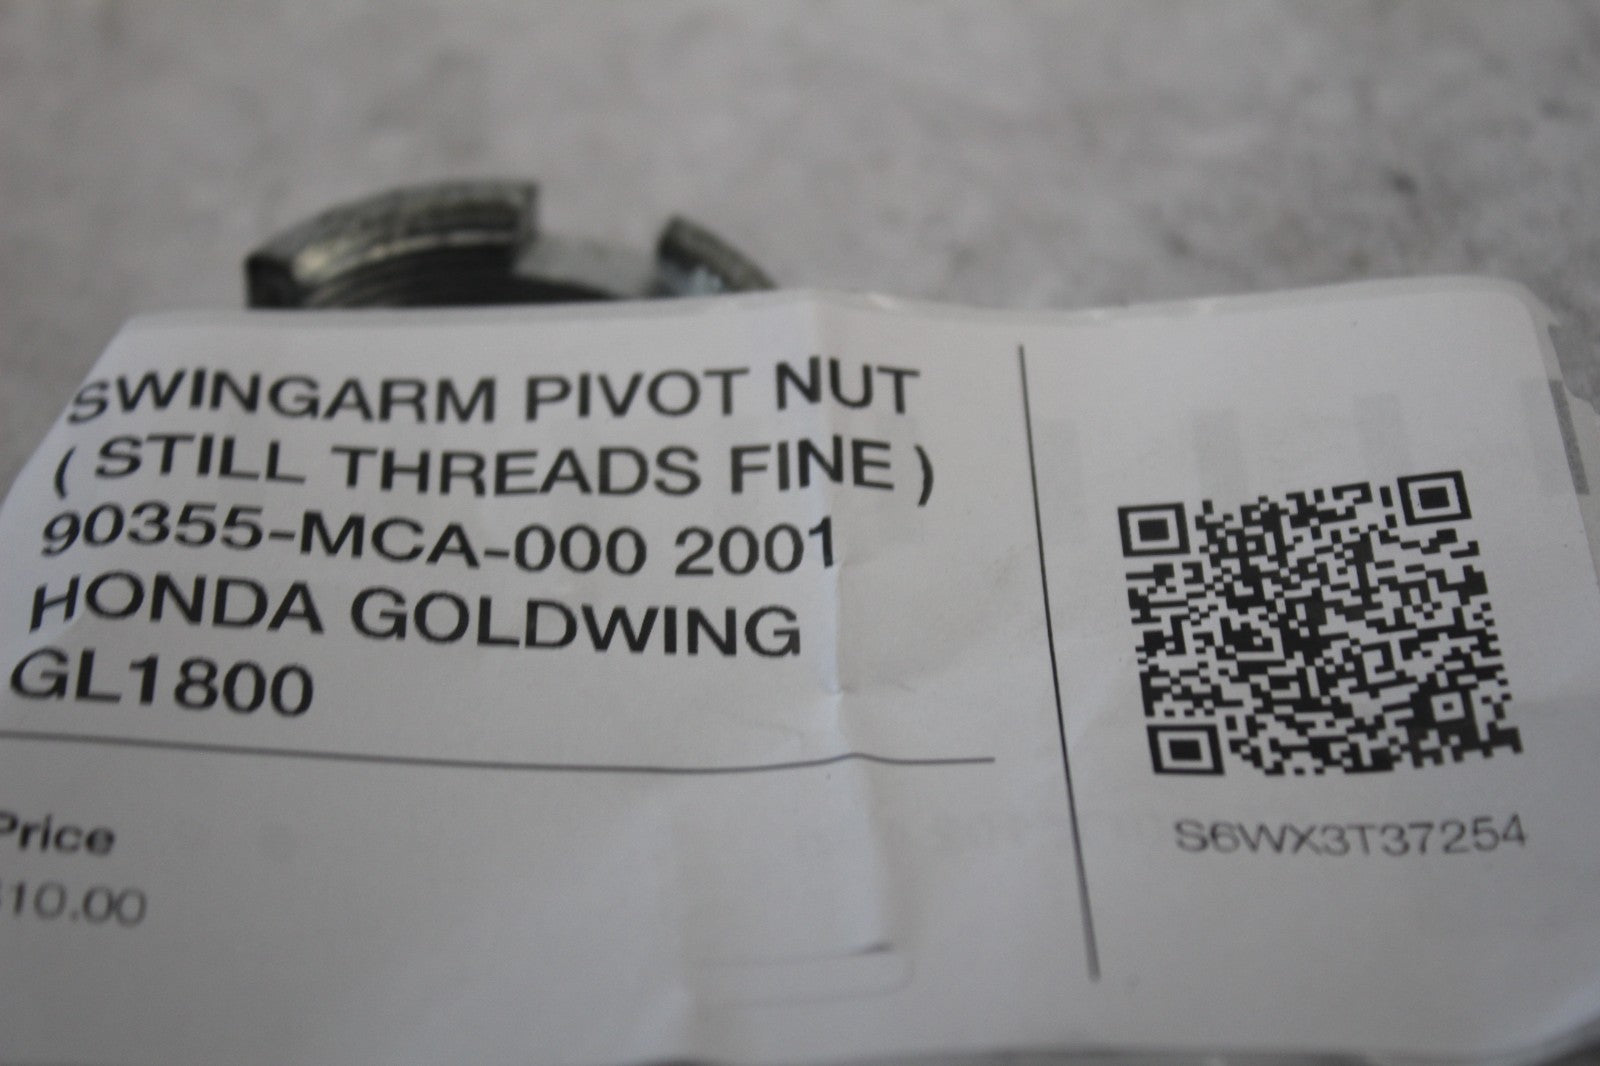 SWINGARM PIVOT NUT
( STILL THREADS FINE )
90355-MCA-000 2001
HONDA GOLDWING
GL1800
Price
$10.00
S6WX3T37254